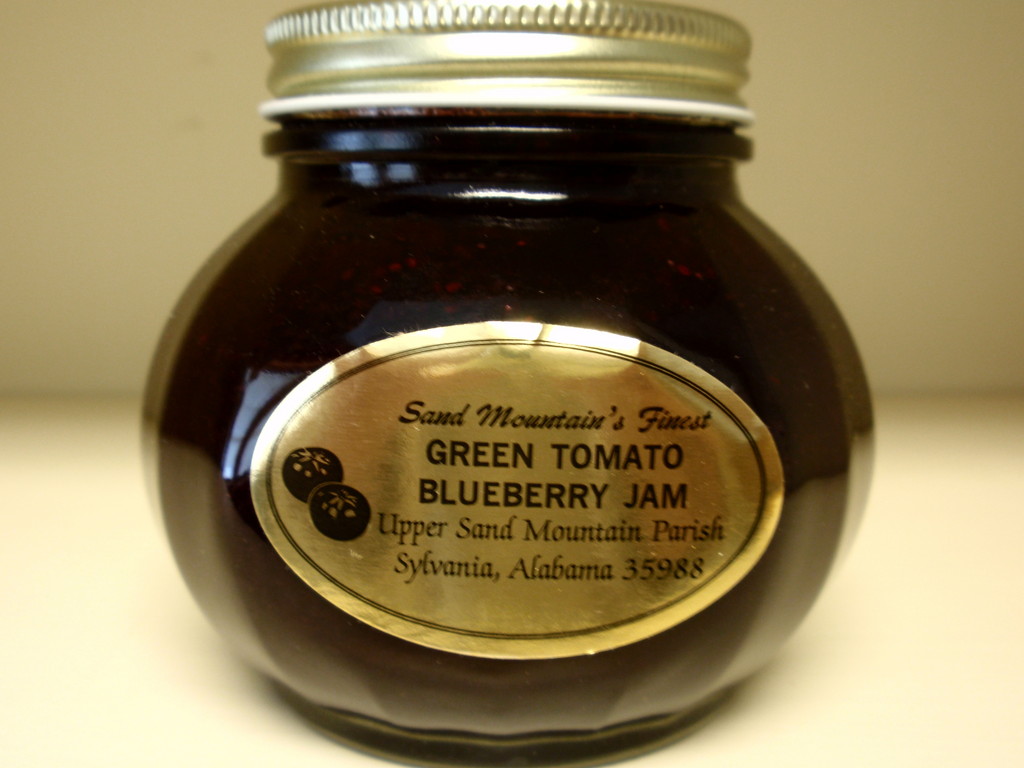 Sand Mountain's Finest
GREEN TOMATO
BLUEBERRY JAM
Upper Sand Mountain Parish
Sylvania, Alabama 35988